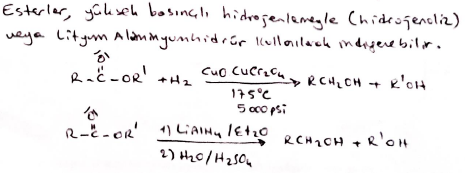 Esterler, yüksek basınçlı hidrojenlemeyle (hidrojenoliz)
veya Lityum Alüminyumhidrür kullanılarak indirgenebilir.
O
R-C-OR' + H2 CuO CuCr2O4 → RCH2OH + R'OH
175°C
5000 psi
O
R-C-OR' 1) LiAlH4 / Et2O → RCH2OH + R'OH
2) H2O/H2SO4